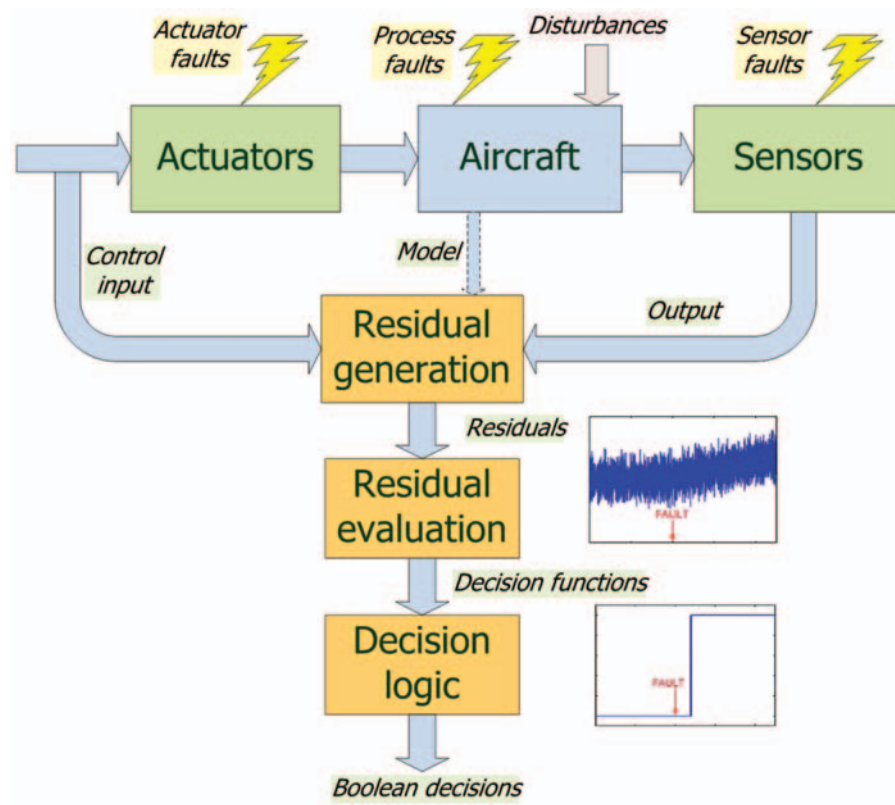 Actuator
faults
Process
faults
Disturbances
Sensor
faults
Actuators
Aircraft
Sensors
Control
input
Model
Output
Residual
generation
Residuals
FAULT
Residual
evaluation
Decision functions
FAULT
Decision
logic
Boolean decisions